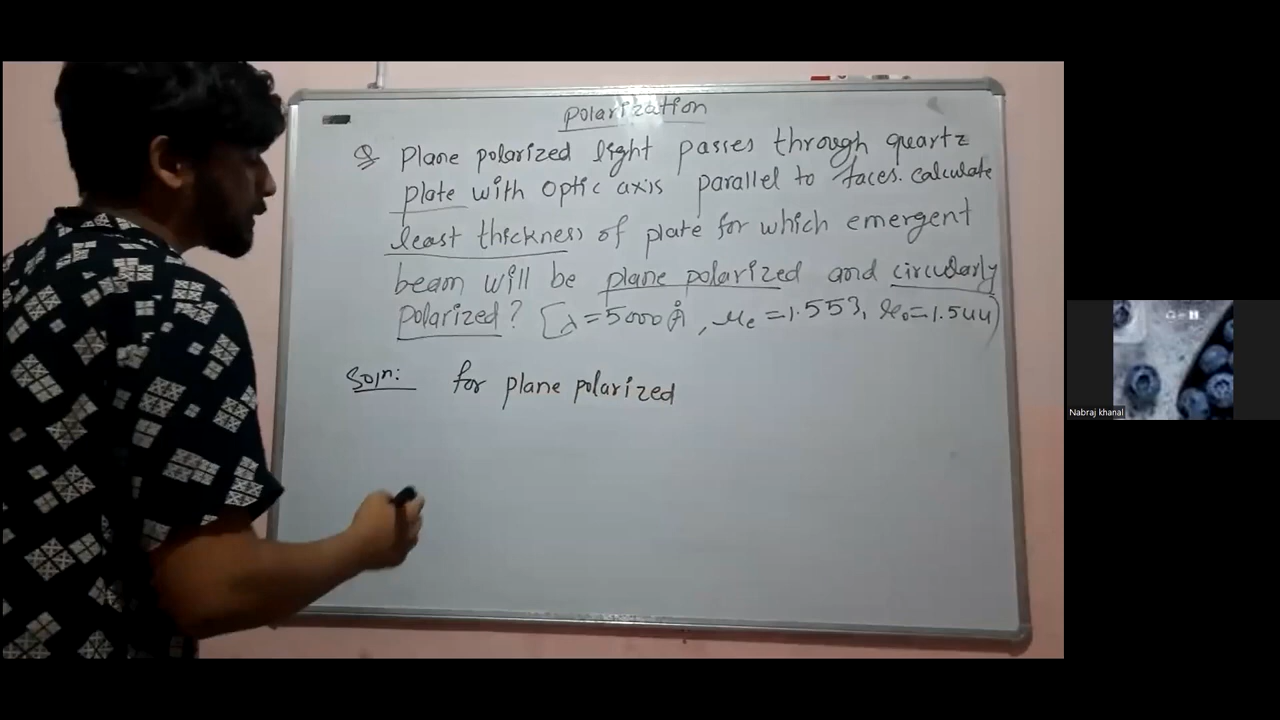 Polarization
Q Plane polarized light passes through quartz
plate with optic axis parallel to faces. calculate
least thickness of plate for which emergent
beam will be plane polarized and circularly
polarized? [λ = 5000 Å, μe = 1.553, μo = 1.544]
Soln: for plane polarized
Nabraj khanal